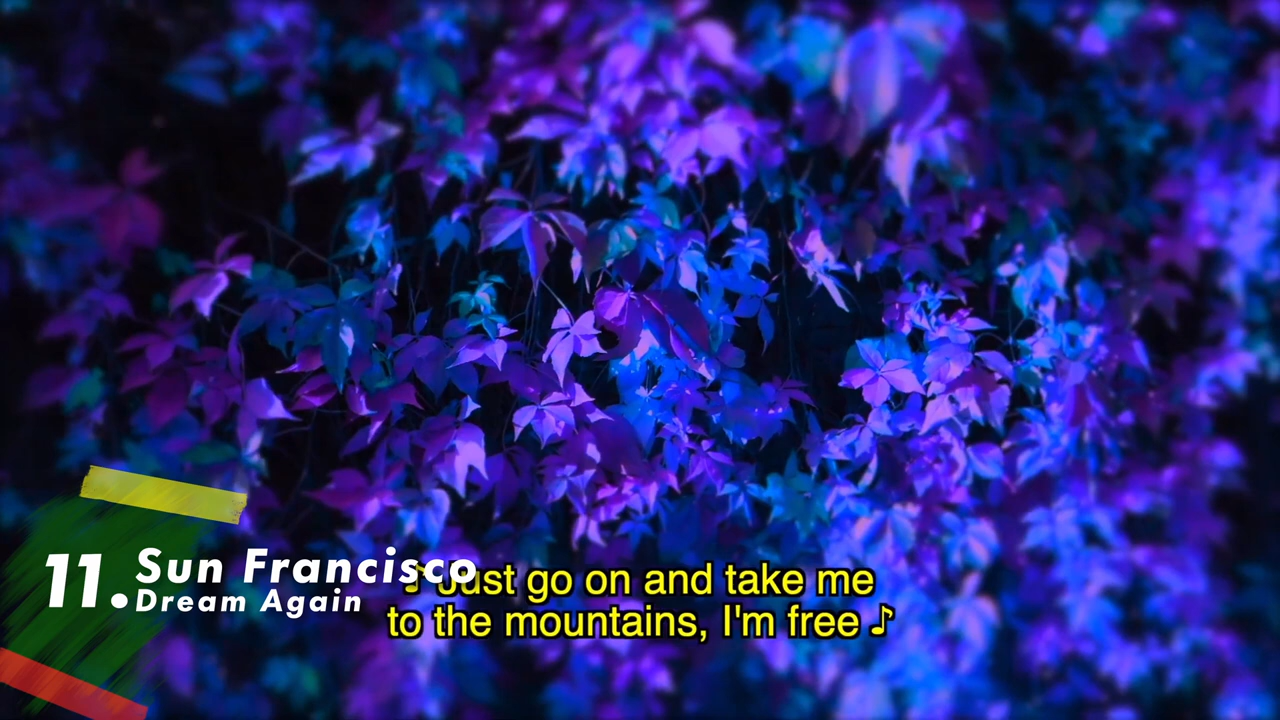 11. Sun Francisco
Dream Again
♪ Just go on and take me
to the mountains, I'm free ♪